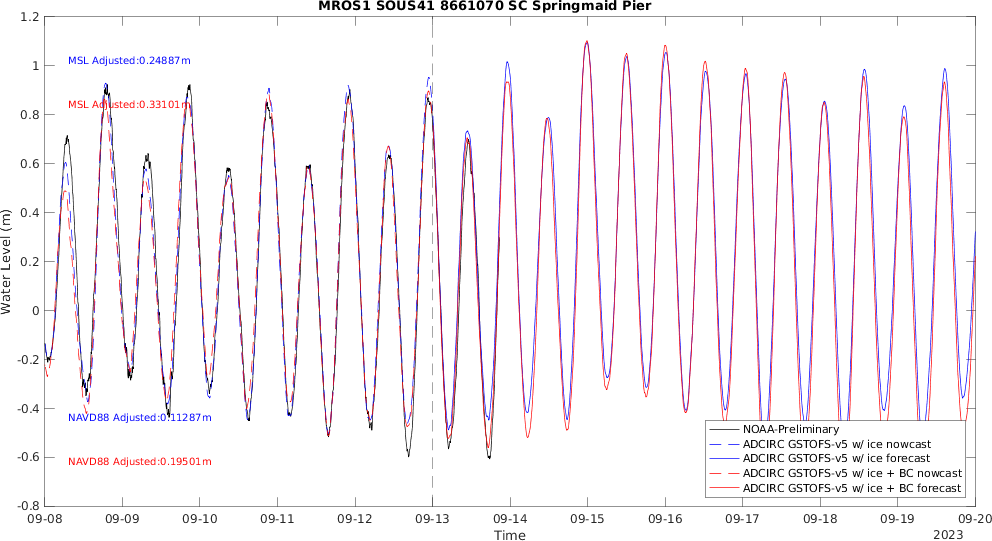 MROS1 SOUS41 8661070 SC Springmaid Pier
1.2
1
0.8
0.6
0.4
0.2
0
-0.2
-0.4
-0.6
-0.8
Water Level (m)
MSL Adjusted:0.24887m
MSL Adjusted:0.33101m
NAVD88 Adjusted:0.11287m
NAVD88 Adjusted:0.19501m
NOAA-Preliminary
ADCIRC GSTOFS-v5 w/ ice nowcast
ADCIRC GSTOFS-v5 w/ ice forecast
ADCIRC GSTOFS-v5 w/ ice + BC nowcast
ADCIRC GSTOFS-v5 w/ ice + BC forecast
09-08 09-09 09-10 09-11 09-12 09-13 09-14 09-15 09-16 09-17 09-18 09-19 09-20
Time
2023